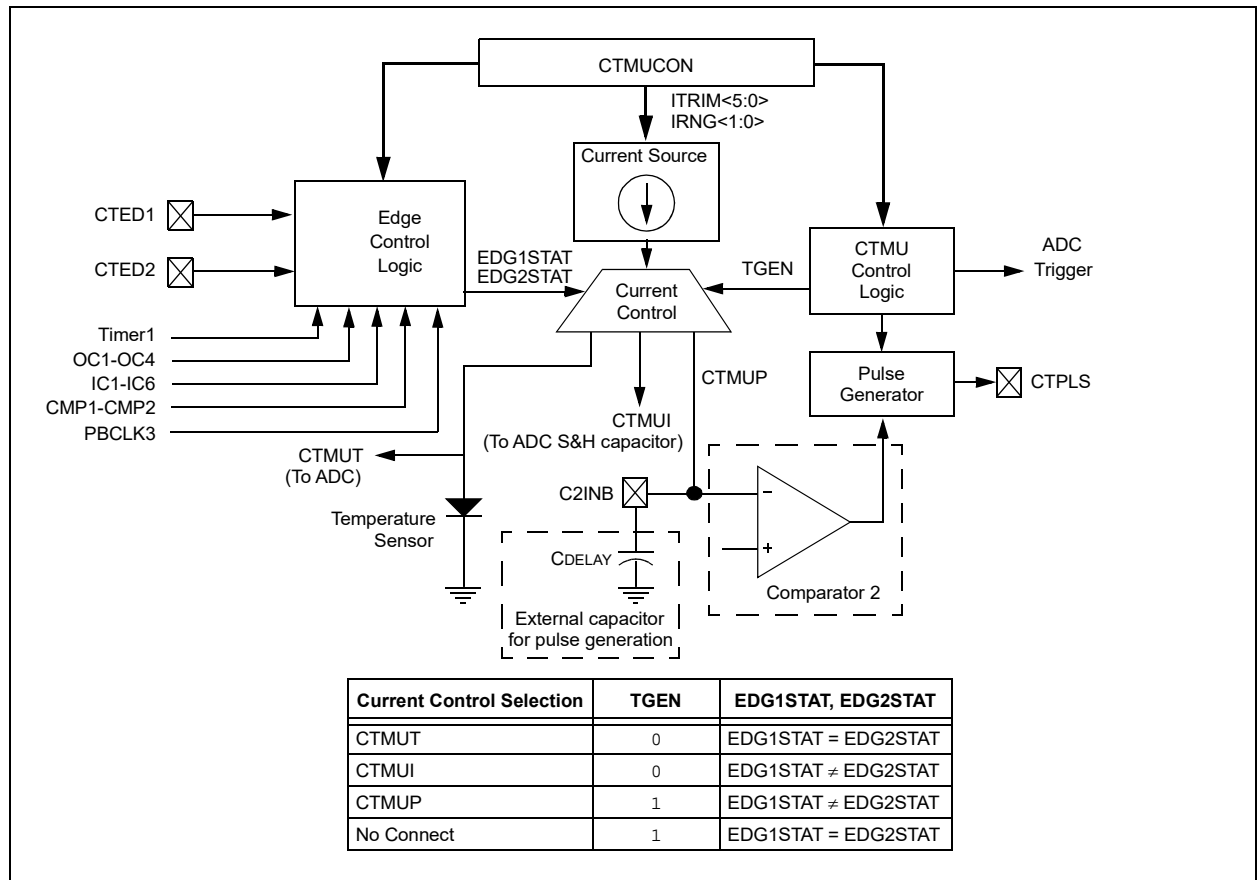 CTMUCON
ITRIM<5:0>
IRNG<1:0>
Current Source
CTED1
CTED2
Edge
Control
Logic
EDG1STAT
EDG2STAT
Current
Control
TGEN
CTMU
Control
Logic
ADC
Trigger
Timer1
OC1-OC4
IC1-IC6
CMP1-CMP2
PBCLK3
CTMUT
(To ADC)
CTMUI
(To ADC S&H capacitor)
CTMUP
Pulse
Generator
CTPLS
C2INB
Temperature
Sensor
CDELAY
External capacitor
for pulse generation
−
+
Comparator 2
Current Control Selection TGEN EDG1STAT, EDG2STAT
CTMUT 0 EDG1STAT = EDG2STAT
CTMUI 0 EDG1STAT ≠ EDG2STAT
CTMUP 1 EDG1STAT ≠ EDG2STAT
No Connect 1 EDG1STAT = EDG2STAT